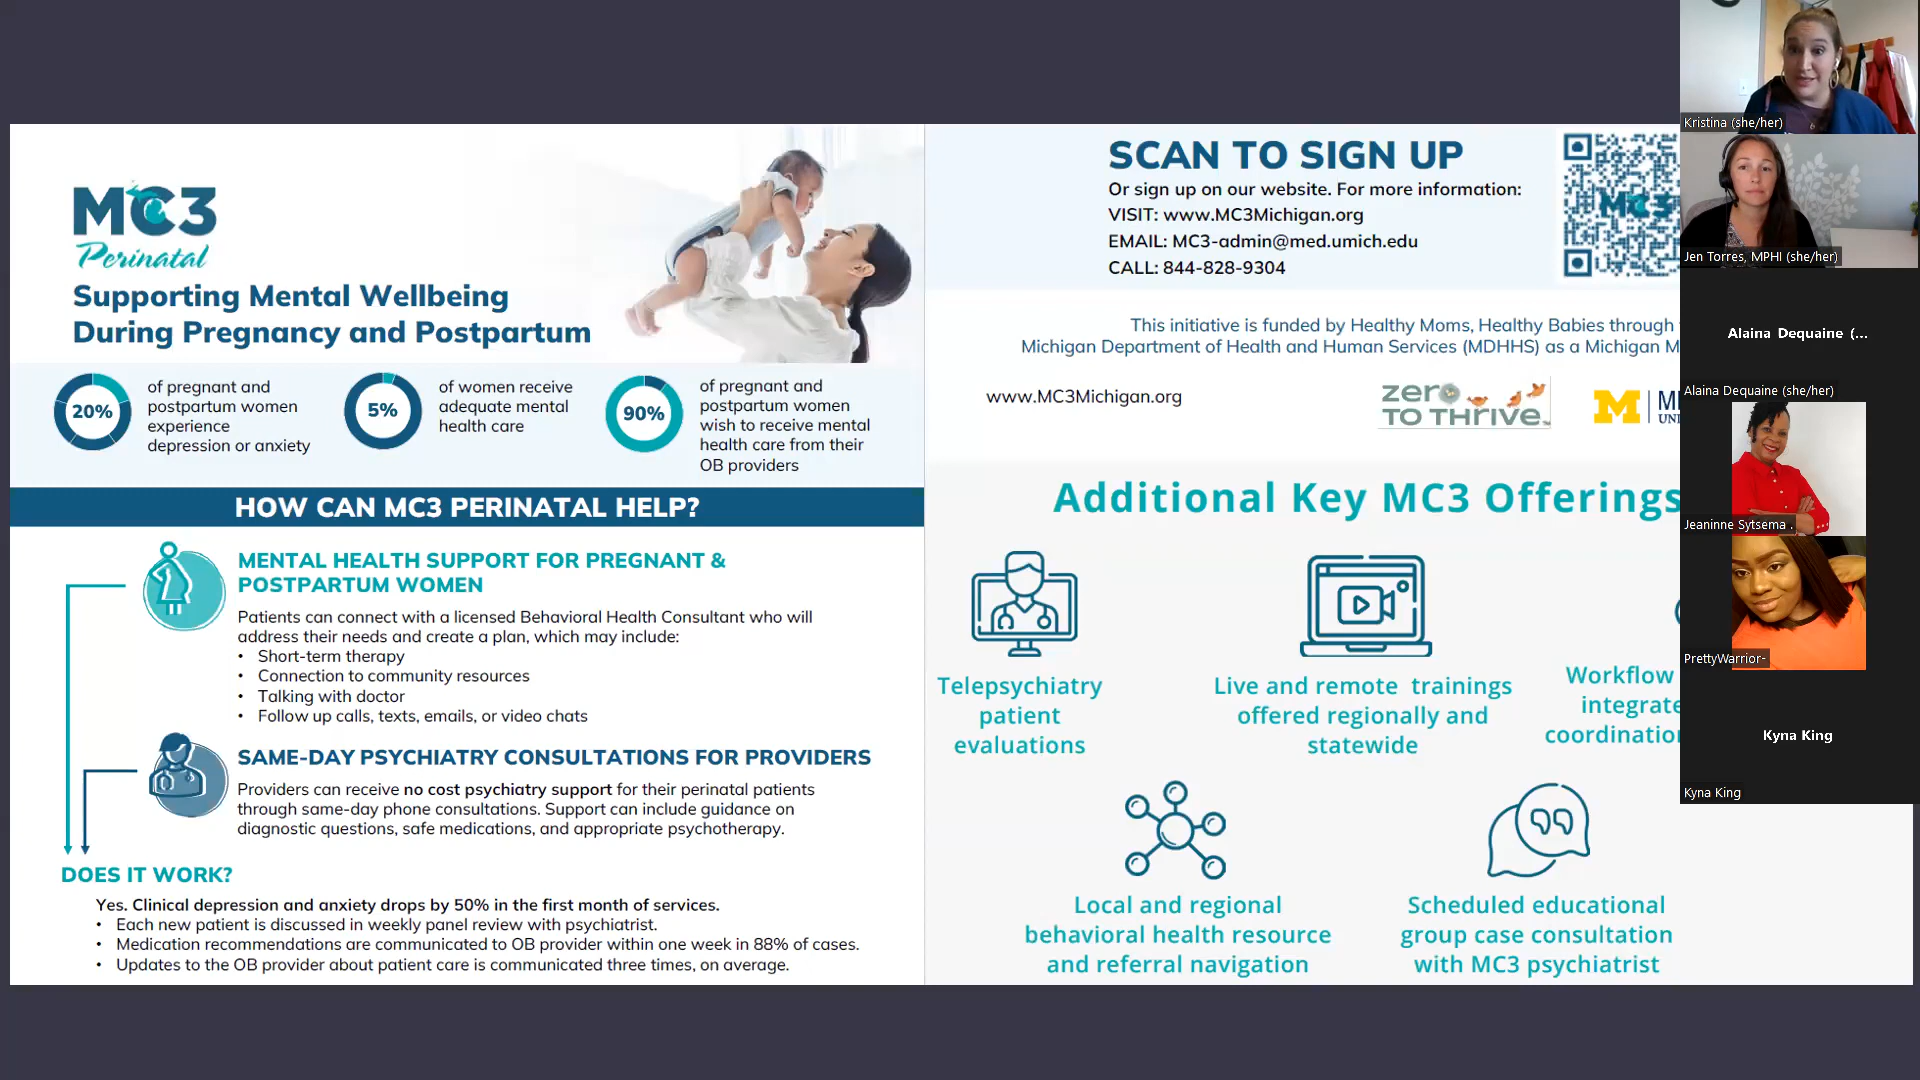 MC3
Perinatal
Supporting Mental Wellbeing
During Pregnancy and Postpartum
20%
of pregnant and
postpartum women
experience
depression or anxiety
5%
of women receive
adequate mental
health care
90%
of pregnant and
postpartum women
wish to receive mental
health care from their
OB providers
HOW CAN MC3 PERINATAL HELP?
MENTAL HEALTH SUPPORT FOR PREGNANT &
POSTPARTUM WOMEN
Patients can connect with a licensed Behavioral Health Consultant who will
address their needs and create a plan, which may include:
• Short-term therapy
• Connection to community resources
• Talking with doctor
• Follow up calls, texts, emails, or video chats
SAME-DAY PSYCHIATRY CONSULTATIONS FOR PROVIDERS
Providers can receive no cost psychiatry support for their perinatal patients
through same-day phone consultations. Support can include guidance on
diagnostic questions, safe medications, and appropriate psychotherapy.
DOES IT WORK?
Yes. Clinical depression and anxiety drops by 50% in the first month of services.
• Each new patient is discussed in weekly panel review with psychiatrist.
• Medication recommendations are communicated to OB provider within one week in 88% of cases.
• Updates to the OB provider about patient care is communicated three times, on average.
SCAN TO SIGN UP
Or sign up on our website. For more information:
VISIT: www.MC3Michigan.org
EMAIL: MC3-admin@med.umich.edu
CALL: 844-828-9304
MC3
This initiative is funded by Healthy Moms, Healthy Babies through
Michigan Department of Health and Human Services (MDHHS) as a Michigan M
www.MC3Michigan.org
zero
TO THRIVE
M
Additional Key MC3 Offerings
Telepsychiatry
patient
evaluations
Live and remote trainings
offered regionally and
statewide
Workflow
integrate
coordination
Local and regional
behavioral health resource
and referral navigation
Scheduled educational
group case consultation
with MC3 psychiatrist
Kristina (she/her)
Jen Torres, MPHI (she/her)
Alaina Dequaine (...
Alaina Dequaine (she/her)
Jeaninne Sytsema .
PrettyWarrior-
Kyna King
Kyna King